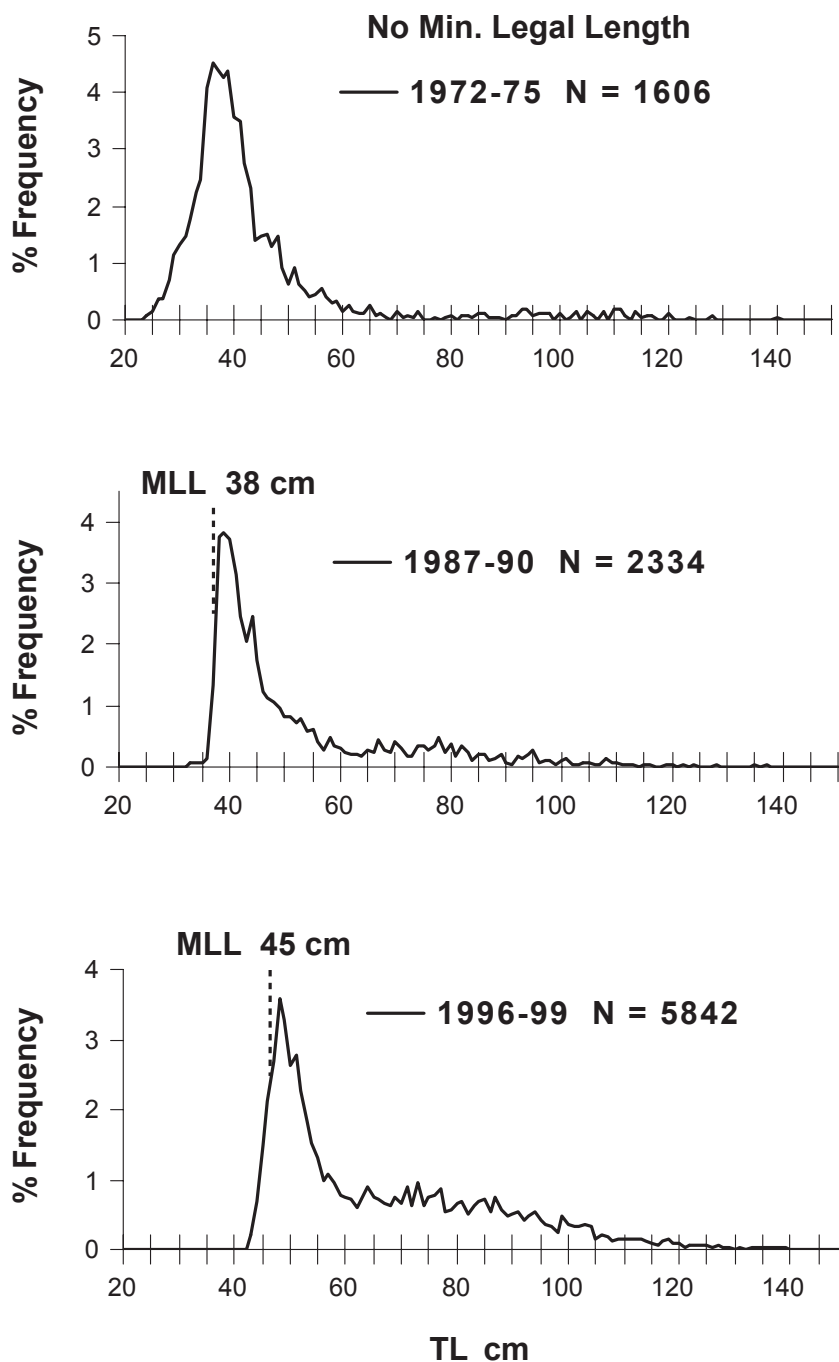 No Min. Legal Length
1972-75 N = 1606
% Frequency
5
4
3
2
1
0
20 40 60 80 100 120 140
MLL 38 cm
1987-90 N = 2334
% Frequency
4
3
2
1
0
20 40 60 80 100 120 140
MLL 45 cm
1996-99 N = 5842
% Frequency
4
3
2
1
0
20 40 60 80 100 120 140
TL cm